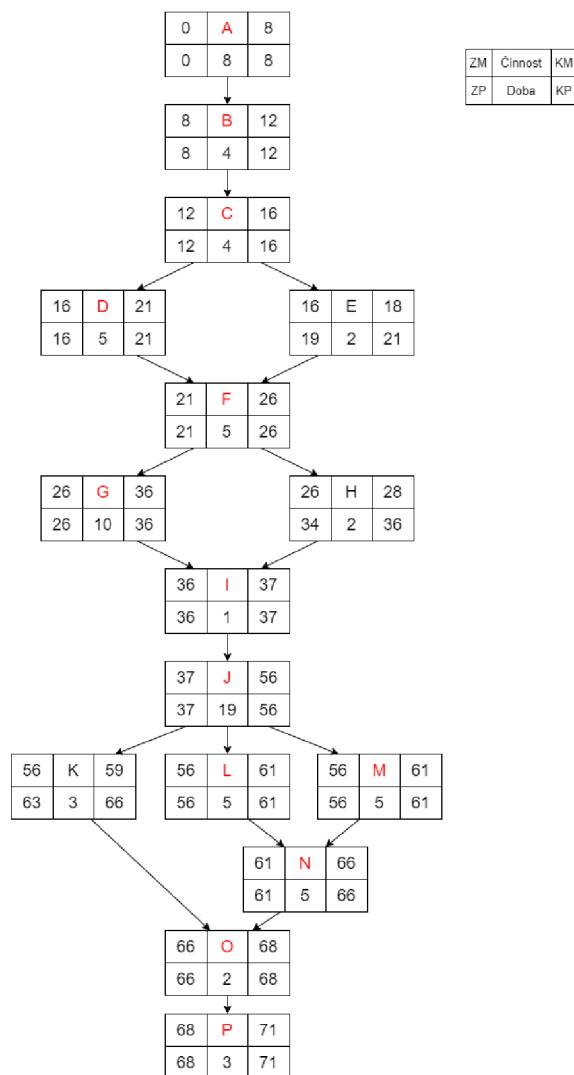 0 A 8
0 8 8
ZM Činnost KM
ZP Doba KP
8 B 12
8 4 12
12 C 16
12 4 16
16 D 21
16 5 21
16 E 18
19 2 21
21 F 26
21 5 26
26 G 36
26 10 36
26 H 28
34 2 36
36 I 37
36 1 37
37 J 56
37 19 56
56 K 59
63 3 66
56 L 61
56 5 61
56 M 61
56 5 61
61 N 66
61 5 66
66 O 68
66 2 68
68 P 71
68 3 71